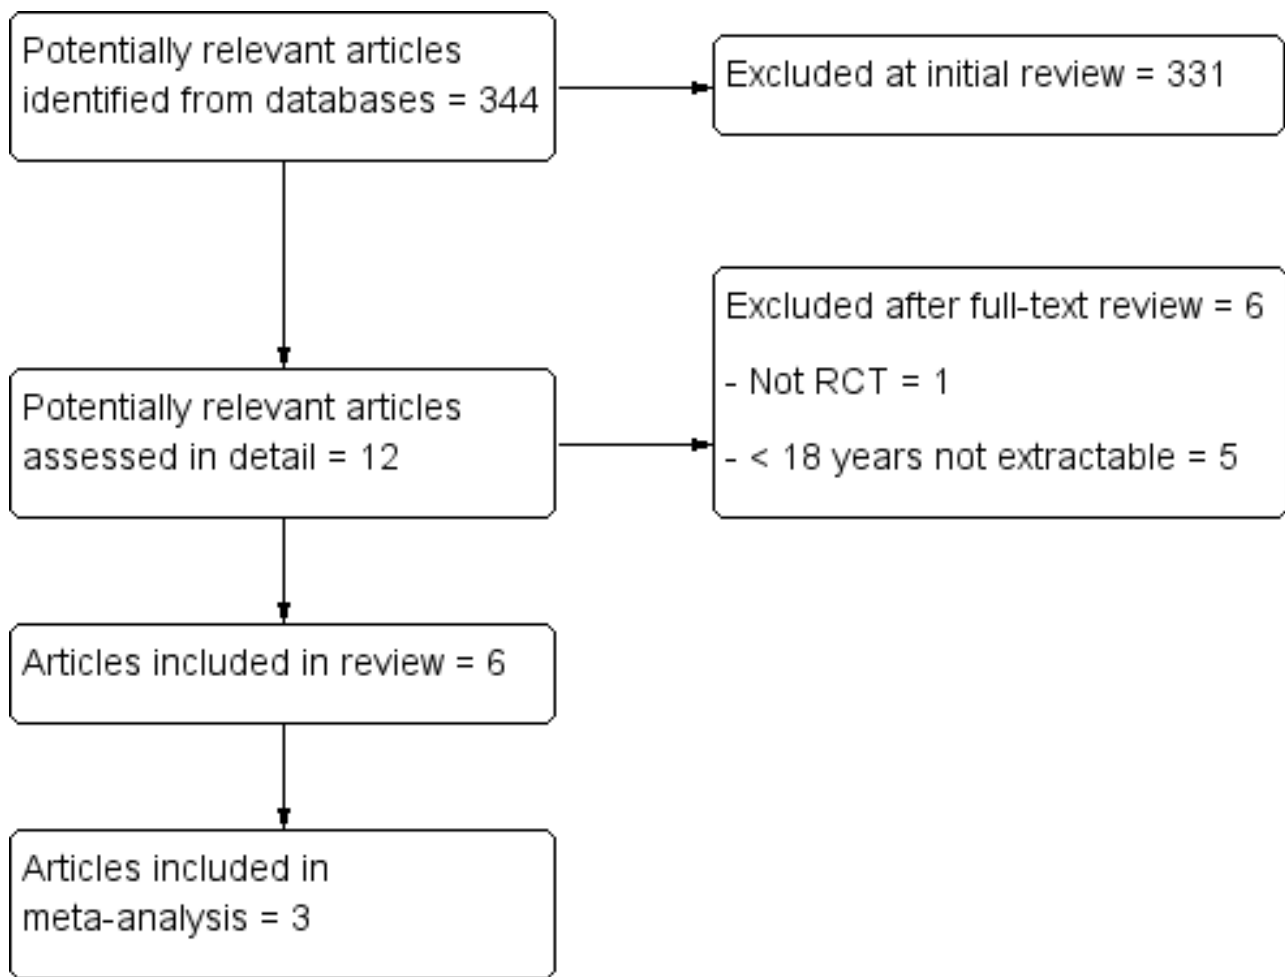 Potentially relevant articles
identified from databases = 344
Excluded at initial review = 331
Potentially relevant articles
assessed in detail = 12
Excluded after full-text review = 6
- Not RCT = 1
- < 18 years not extractable = 5
Articles included in review = 6
Articles included in
meta-analysis = 3